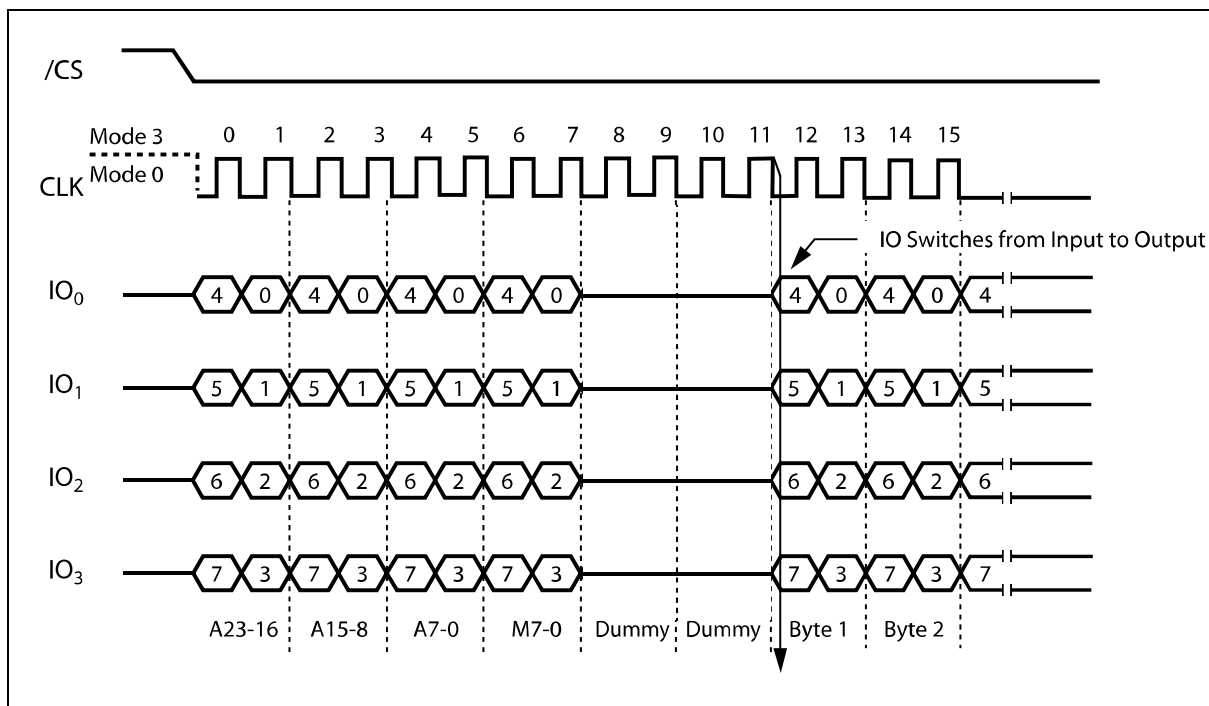 /CS
Mode 3
0 1 2 3 4 5 6 7 8 9 10 11 12 13 14 15
CLK Mode 0
IO Switches from Input to Output
IO0 4 0 4 0 4 0 4 0 4 0 4 0 4
IO1 5 1 5 1 5 1 5 1 5 1 5 1 5
IO2 6 2 6 2 6 2 6 2 6 2 6 2 6
IO3 7 3 7 3 7 3 7 3 7 3 7 3 7
A23-16 A15-8 A7-0 M7-0 Dummy Dummy Byte 1 Byte 2